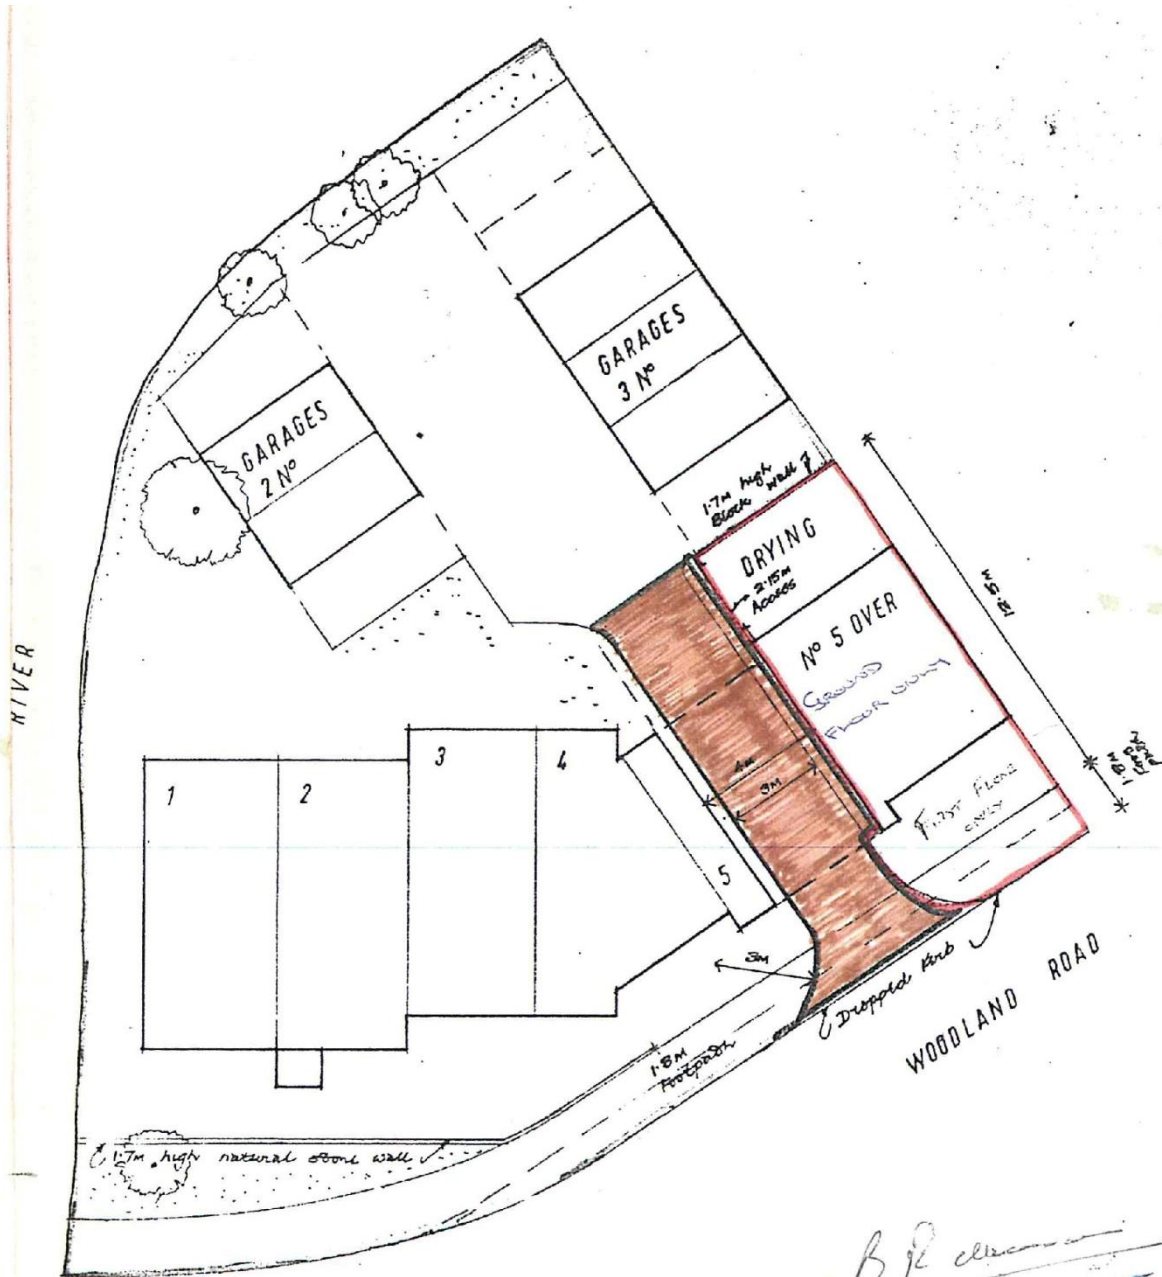 GARAGES
3 Nº
GARAGES
2 Nº
1·7m high
Block wall
DRYING
2·15m
Access
Nº 5 OVER
GROUND
FLOOR ONLY
RIVER
3
4
1
2
4m
3m
FIRST FLOOR
ONLY
5
3m
Dropped Kerb
WOODLAND ROAD
1·8m
Footpath
1·7m high natural stone wall